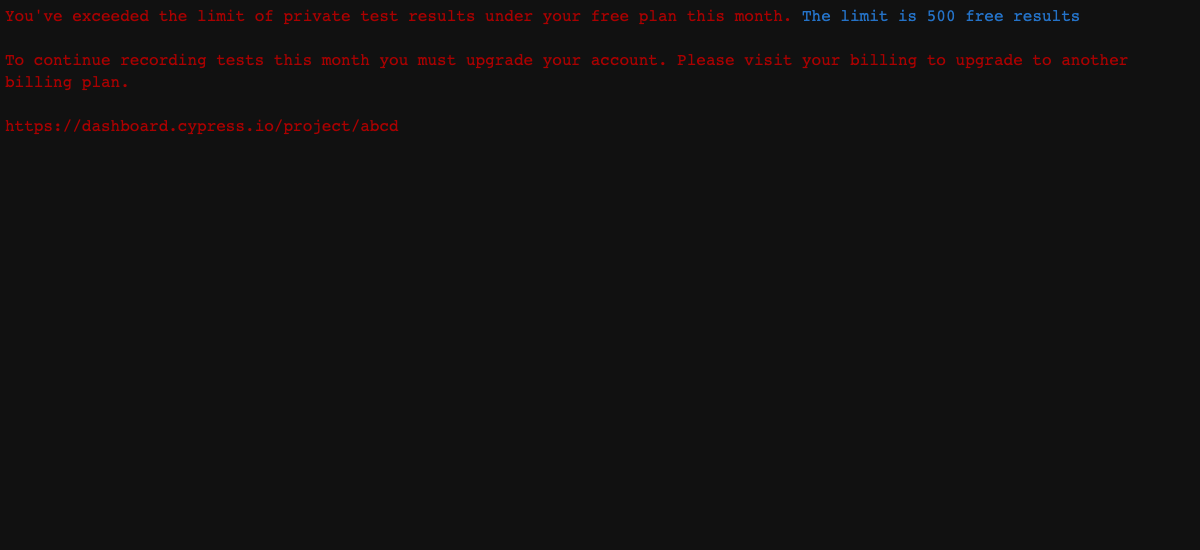 You've exceeded the limit of private test results under your free plan this month. The limit is 500 free results
To continue recording tests this month you must upgrade your account. Please visit your billing to upgrade to another
billing plan.
https://dashboard.cypress.io/project/abcd